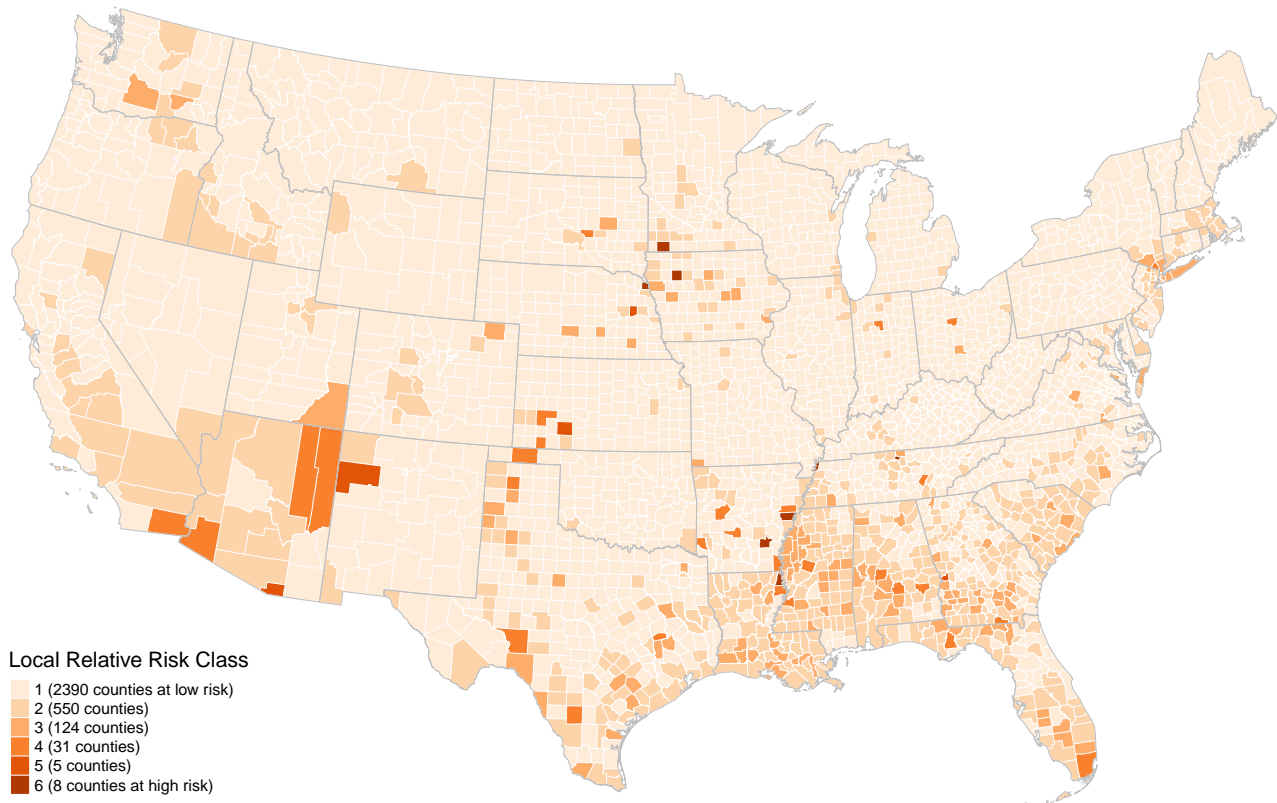 Local Relative Risk Class
1 (2390 counties at low risk)
2 (550 counties)
3 (124 counties)
4 (31 counties)
5 (5 counties)
6 (8 counties at high risk)